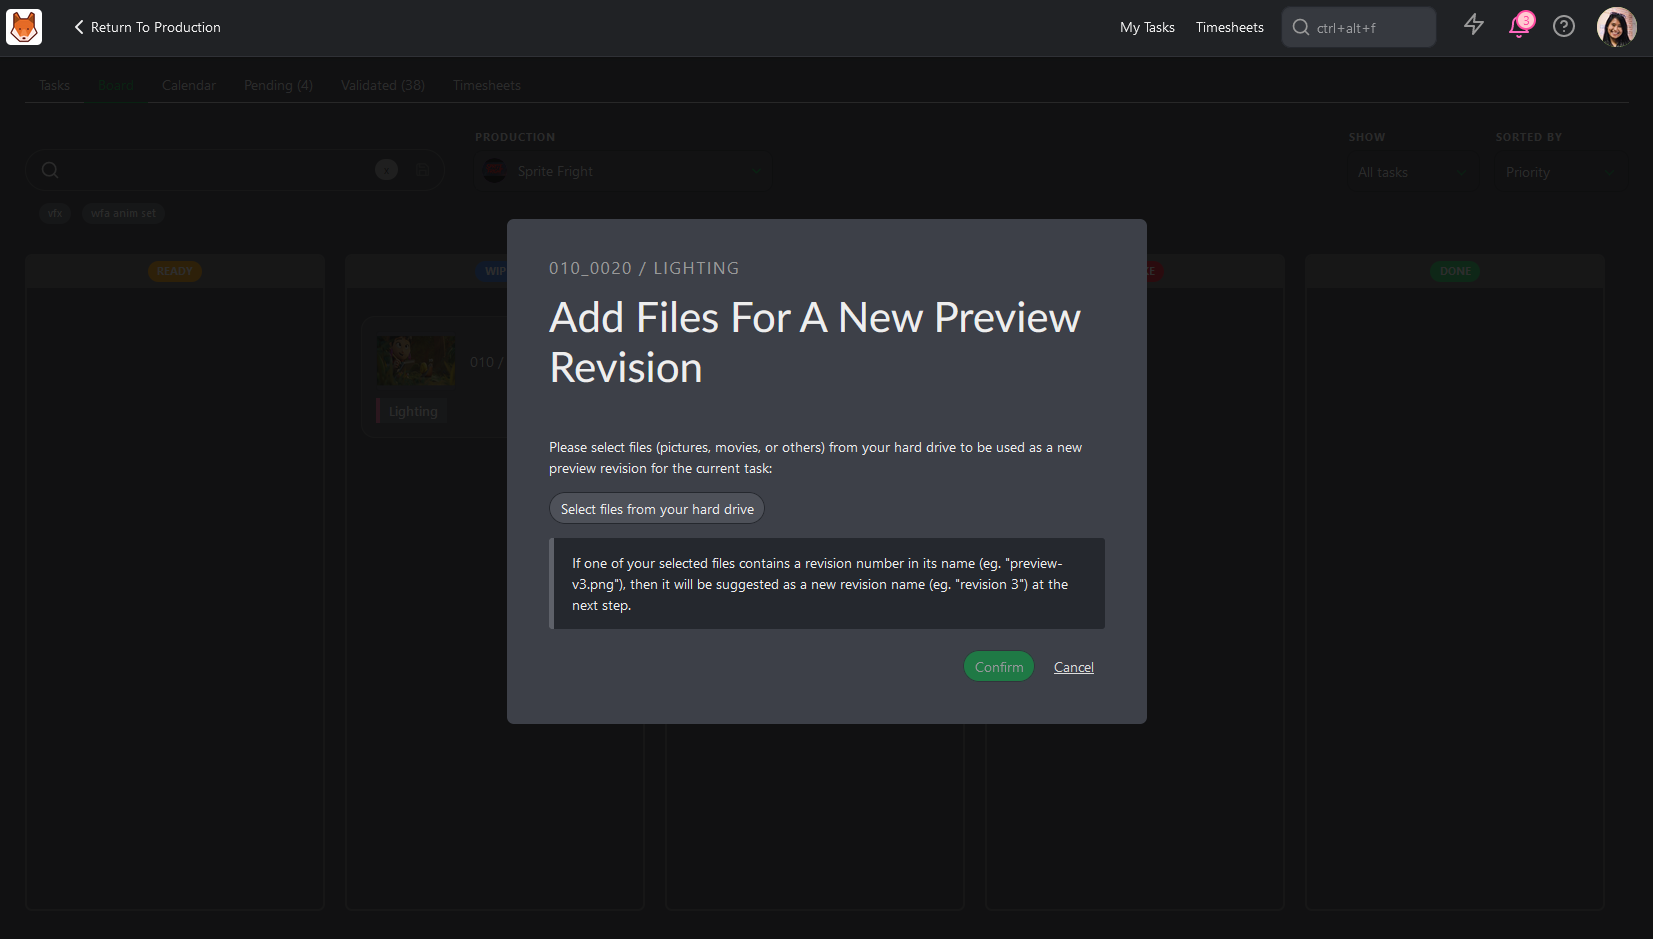 Return To Production
My Tasks
Timesheets
ctrl+alt+f
3
Tasks
Board
Calendar
Pending (4)
Validated (38)
Timesheets
PRODUCTION
SHOW
SORTED BY
x
Sprite Fright
All tasks
Priority
vfx
wfa anim set
READY
WIP
KE
DONE
010 /
Lighting
010_0020 / LIGHTING
Add Files For A New Preview
Revision
Please select files (pictures, movies, or others) from your hard drive to be used as a new
preview revision for the current task:
Select files from your hard drive
If one of your selected files contains a revision number in its name (eg. "preview-
v3.png"), then it will be suggested as a new revision name (eg. "revision 3") at the
next step.
Confirm
Cancel